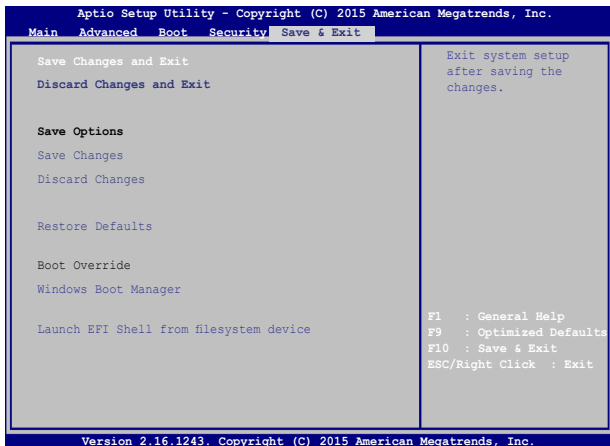 Aptio Setup Utility - Copyright (C) 2015 American Megatrends, Inc.
Main Advanced Boot Security Save & Exit
Save Changes and Exit
Discard Changes and Exit
Save Options
Save Changes
Discard Changes
Restore Defaults
Boot Override
Windows Boot Manager
Launch EFI Shell from filesystem device
Exit system setup
after saving the
changes.
F1 : General Help
F9 : Optimized Defaults
F10 : Save & Exit
ESC/Right Click : Exit
Version 2.16.1243. Copyright (C) 2015 American Megatrends, Inc.